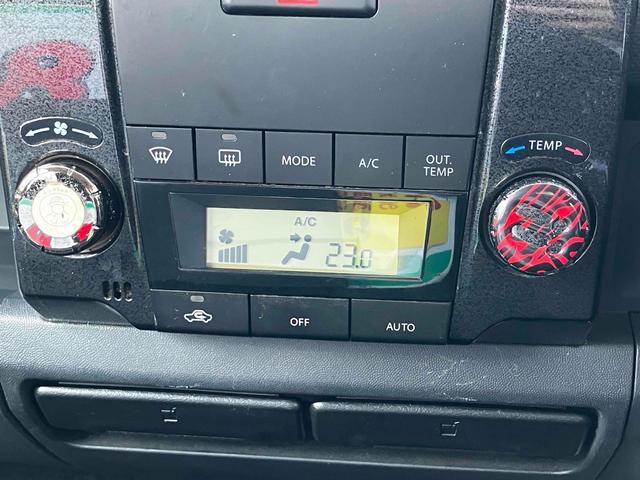 TEMP
MODE
A/C
OUT.
TEMP
A/C
23.0
OFF
AUTO